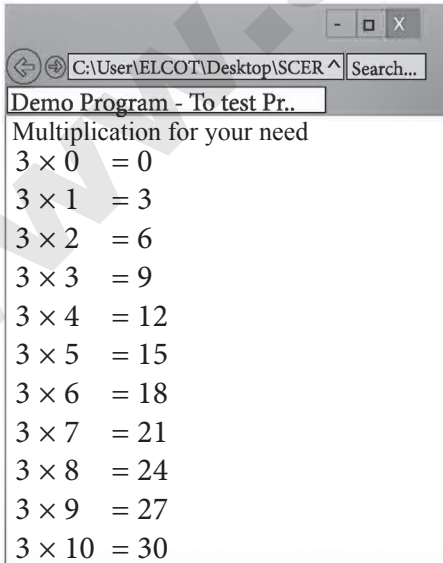 - □ X
C:\User\ELCOT\Desktop\SCER ^ Search...
Demo Program - To test Pr..
Multiplication for your need
3 × 0 = 0
3 × 1 = 3
3 × 2 = 6
3 × 3 = 9
3 × 4 = 12
3 × 5 = 15
3 × 6 = 18
3 × 7 = 21
3 × 8 = 24
3 × 9 = 27
3 × 10 = 30